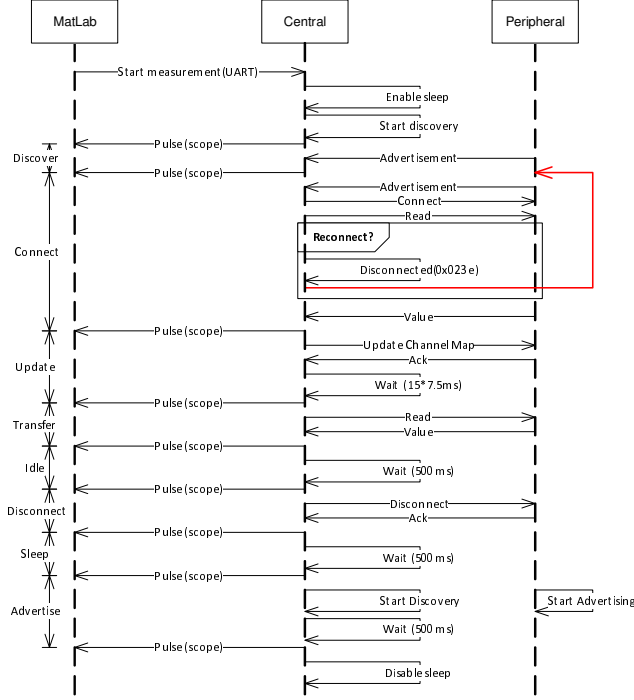 MatLab
Central
Peripheral
Start measurement(UART)
Enable sleep
Start discovery
Pulse(scope)
Discover
Advertisement
Pulse(scope)
Advertisement
Connect
Read
Reconnect?
Connect
Disconnected(0x023e)
Value
Pulse(scope)
Update Channel Map
Ack
Update
Wait (15*7.5ms)
Pulse(scope)
Read
Transfer
Value
Pulse(scope)
Idle
Wait (500 ms)
Pulse(scope)
Disconnect
Disconnect
Ack
Pulse(scope)
Sleep
Wait (500 ms)
Pulse(scope)
Start Discovery
Start Advertising
Advertise
Wait (500 ms)
Pulse(scope)
Disable sleep